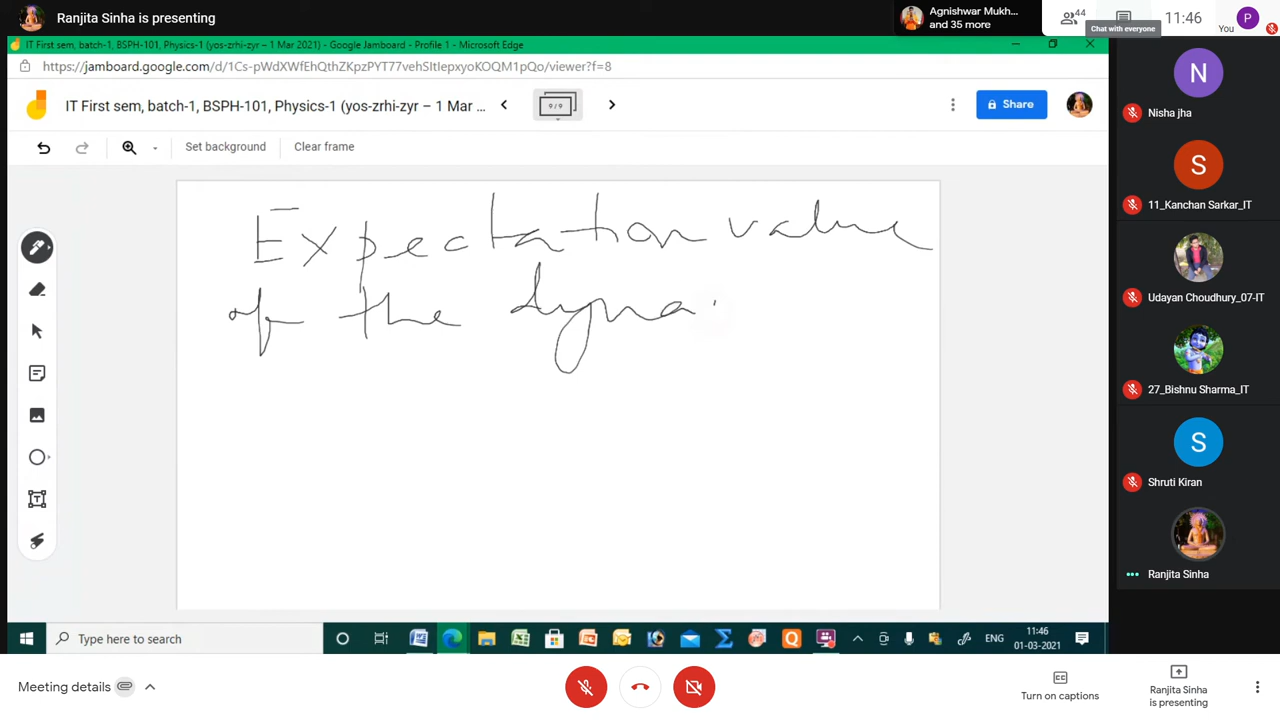 Ranjita Sinha is presenting
Agnishwar Mukh...
and 35 more
44
Chat with everyone
11:46
You
P
IT First sem, batch-1, BSPH-101, Physics-1 (yos-zrhi-zyr – 1 Mar 2021) - Google Jamboard - Profile 1 - Microsoft Edge
https://jamboard.google.com/d/1Cs-pWdXWfEhQthZKpzPYT77vehSItIepxyoKOQM1pQo/viewer?f=8
IT First sem, batch-1, BSPH-101, Physics-1 (yos-zrhi-zyr – 1 Mar ...
9/9
Share
Set background
Clear frame
Expectation value
of the dyna
N
Nisha jha
S
11_Kanchan Sarkar_IT
Udayan Choudhury_07-IT
27_Bishnu Sharma_IT
S
Shruti Kiran
Ranjita Sinha
Type here to search
ENG
11:46
01-03-2021
Meeting details
Turn on captions
Ranjita Sinha
is presenting